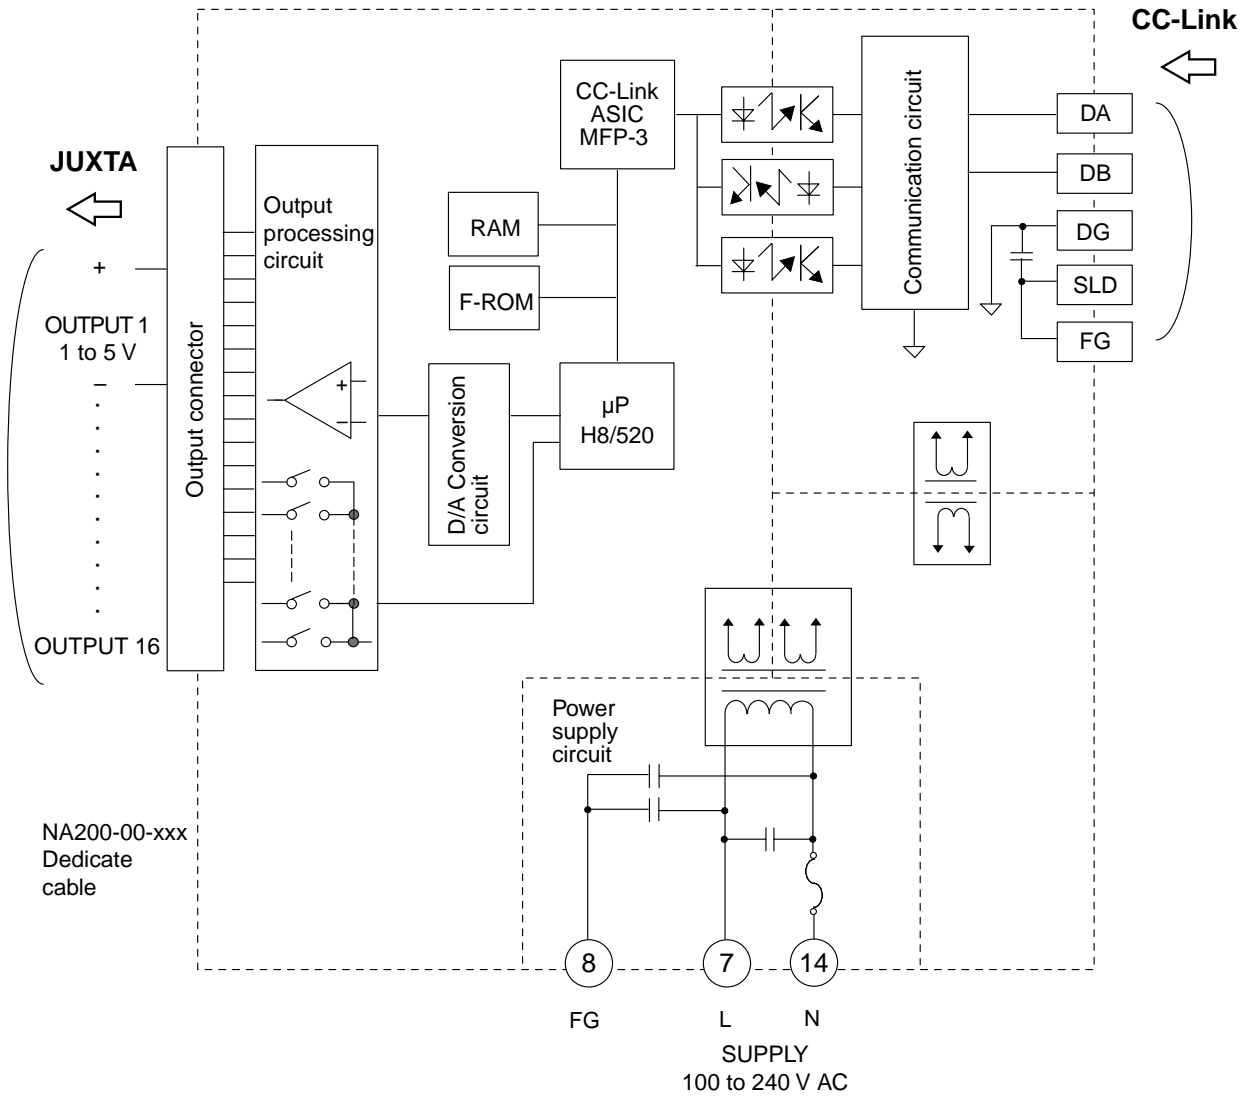 CC-Link
CC-Link
ASIC
MFP-3
Communication circuit
DA
DB
DG
SLD
FG
JUXTA
Output connector
Output
processing
circuit
RAM
F-ROM
+
OUTPUT 1
1 to 5 V
−
OUTPUT 16
+
−
D/A Conversion
circuit
µP
H8/520
Power
supply
circuit
NA200-00-xxx
Dedicate
cable
8
7
14
FG
L
N
SUPPLY
100 to 240 V AC